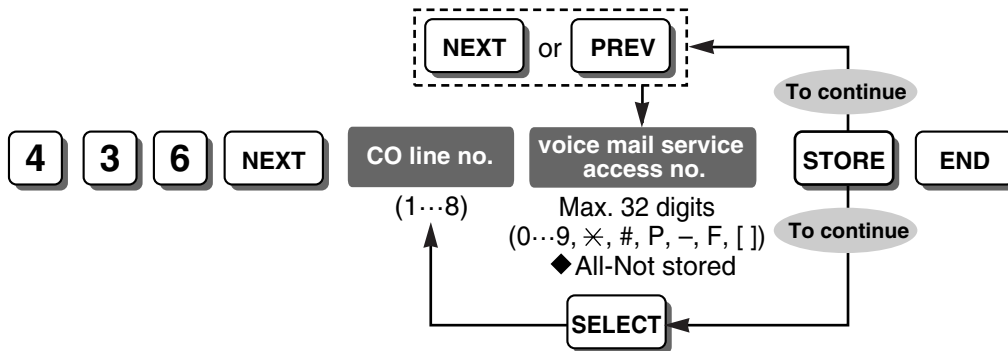 NEXT or PREV
To continue
4 3 6 NEXT CO line no. voice mail service access no. STORE END
(1···8)
Max. 32 digits
(0···9, ✳, #, P, –, F, [ ])
◆All-Not stored
To continue
SELECT